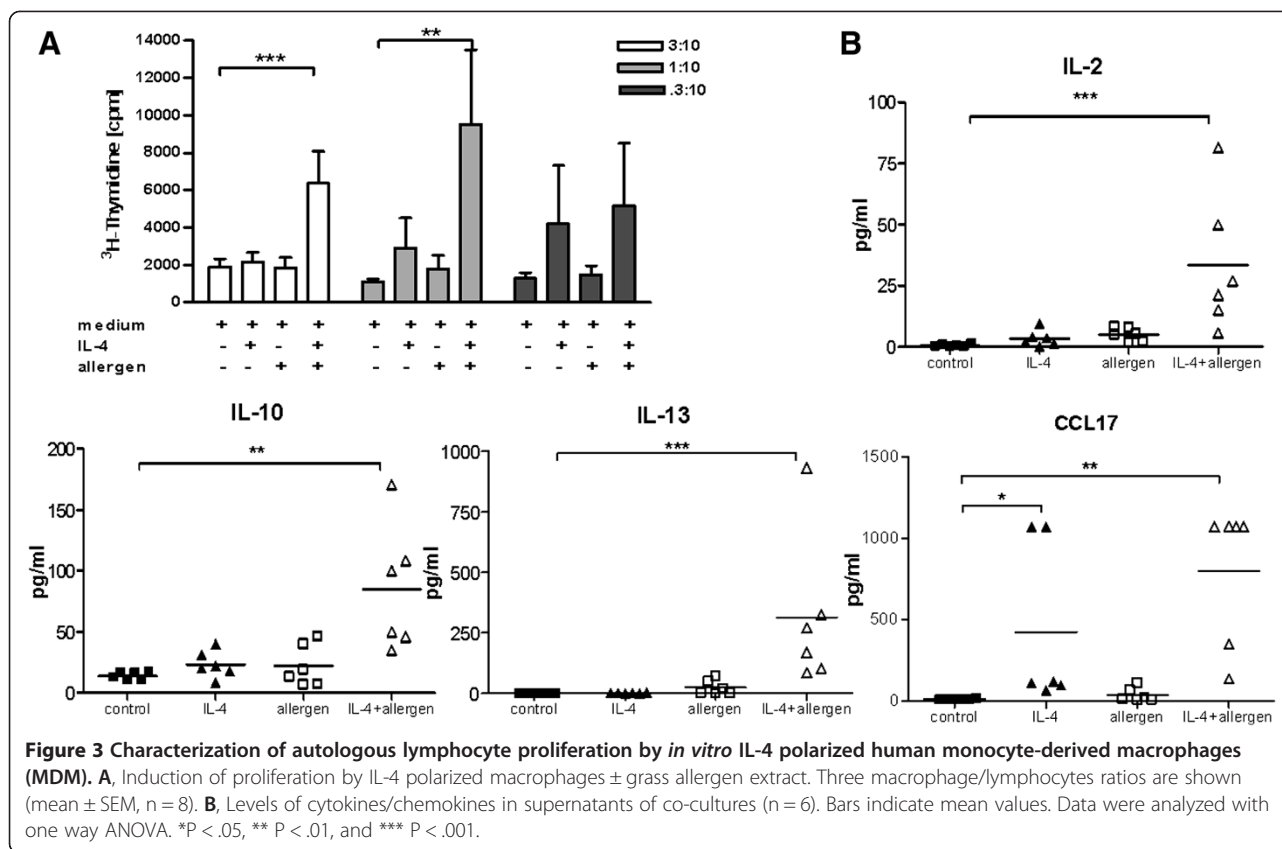 A
14000
12000
10000
8000
6000
4000
2000
0
³H-Thymidine [cpm]
***
**
3:10
1:10
.3:10
medium + + + + + + + + + + + +
IL-4 - + - + - + - + - + - +
allergen - - + + - - + + - - + +
B
IL-2
100
75
50
25
0
pg/ml
***
control IL-4 allergen IL-4+allergen
IL-10
200
150
100
50
0
pg/ml
**
control IL-4 allergen IL-4+allergen
IL-13
1000
750
500
250
0
pg/ml
***
control IL-4 allergen IL-4+allergen
CCL17
1500
1000
500
0
pg/ml
**
*
control IL-4 allergen IL-4+allergen
Figure 3 Characterization of autologous lymphocyte proliferation by in vitro IL-4 polarized human monocyte-derived macrophages
(MDM). A, Induction of proliferation by IL-4 polarized macrophages ± grass allergen extract. Three macrophage/lymphocytes ratios are shown
(mean ± SEM, n = 8). B, Levels of cytokines/chemokines in supernatants of co-cultures (n = 6). Bars indicate mean values. Data were analyzed with
one way ANOVA. *P < .05, ** P < .01, and *** P < .001.